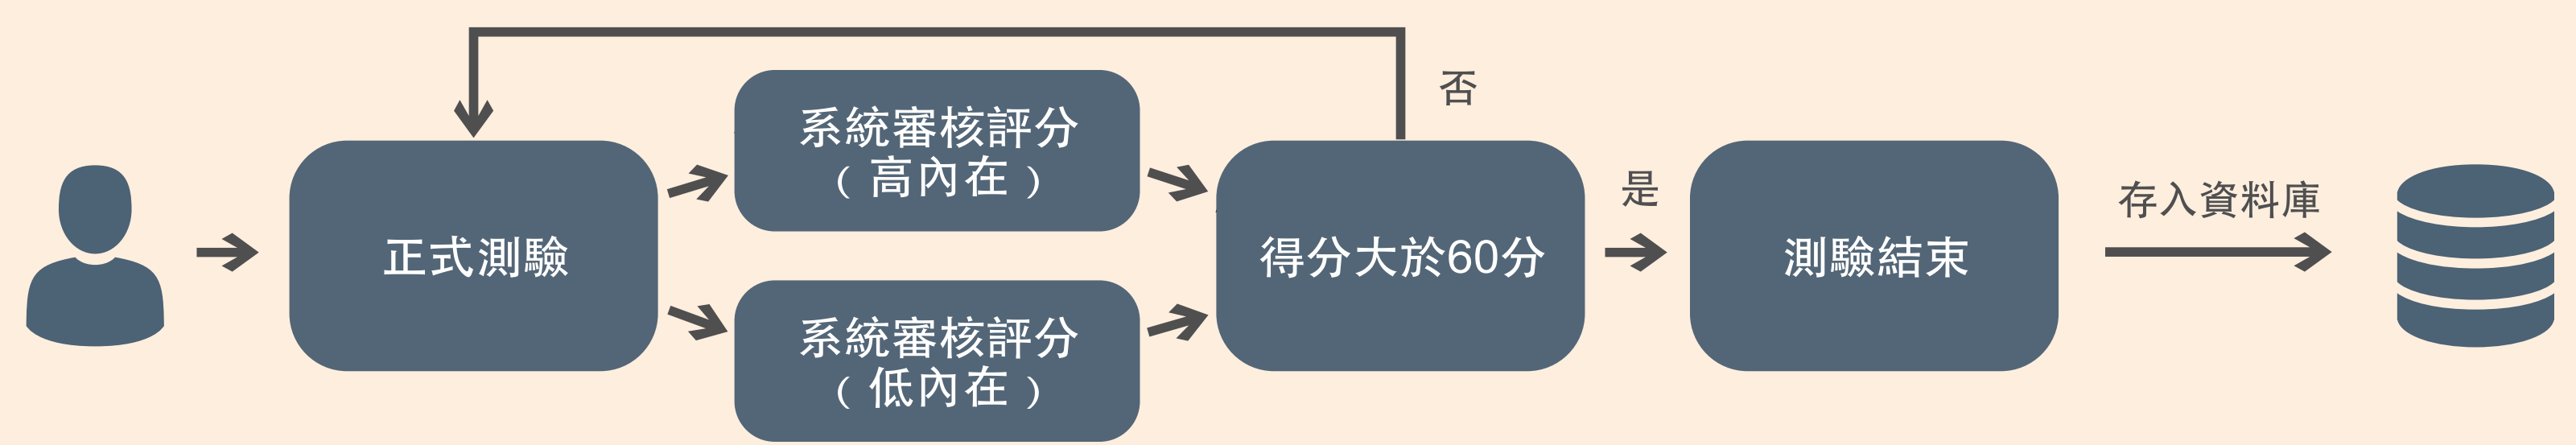 正式測驗
系統審核評分
（高內在）
系統審核評分
（低內在）
得分大於60分
否
是
測驗結束
存入資料庫